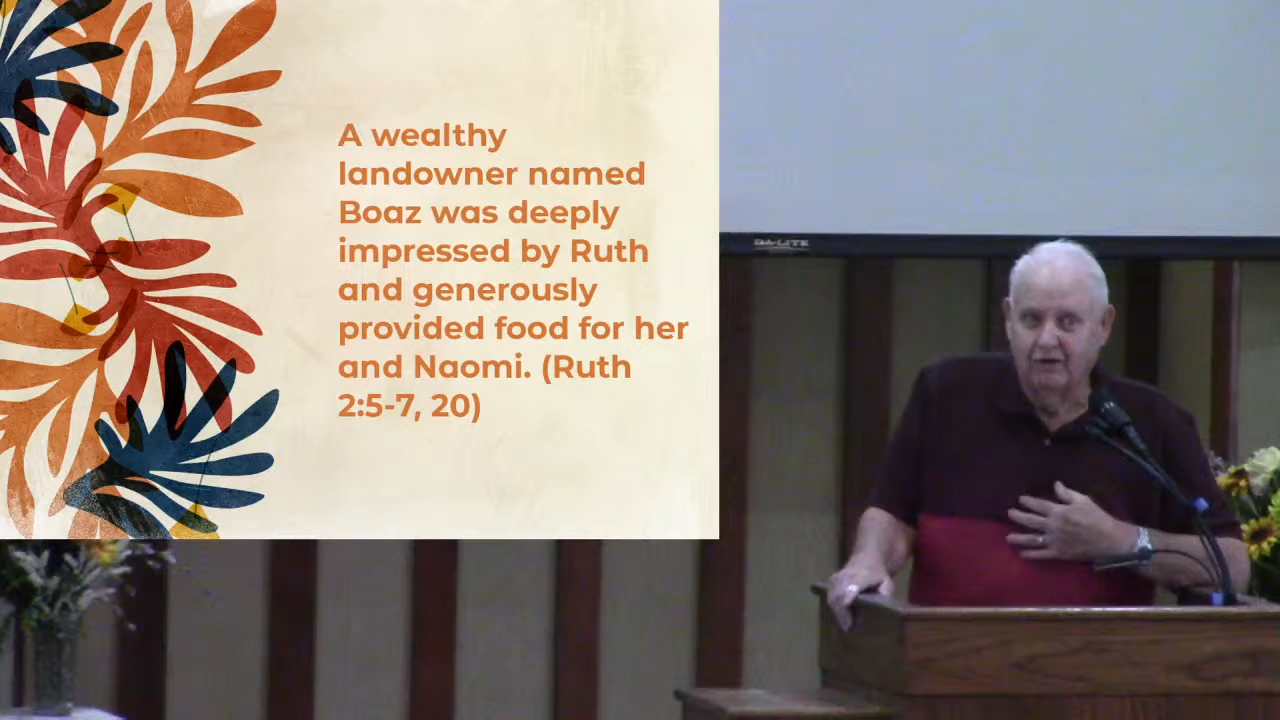 A wealthy
landowner named
Boaz was deeply
impressed by Ruth
and generously
provided food for her
and Naomi. (Ruth
2:5-7, 20)
DA-LITE